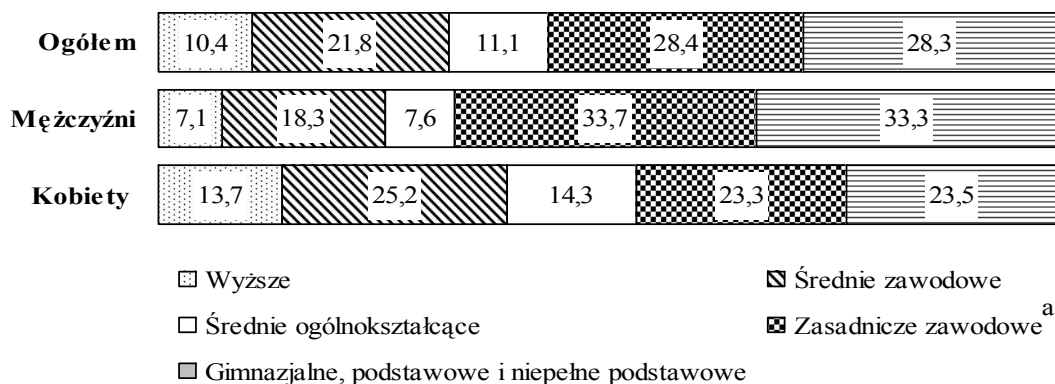 Ogółem 10,4 21,8 11,1 28,4 28,3
Mężczyźni 7,1 18,3 7,6 33,7 33,3
Kobiety 13,7 25,2 14,3 23,3 23,5
Wyższe Średnie zawodowe
Średnie ogólnokształcące Zasadnicze zawodowe a
Gimnazjalne, podstawowe i niepełne podstawowe